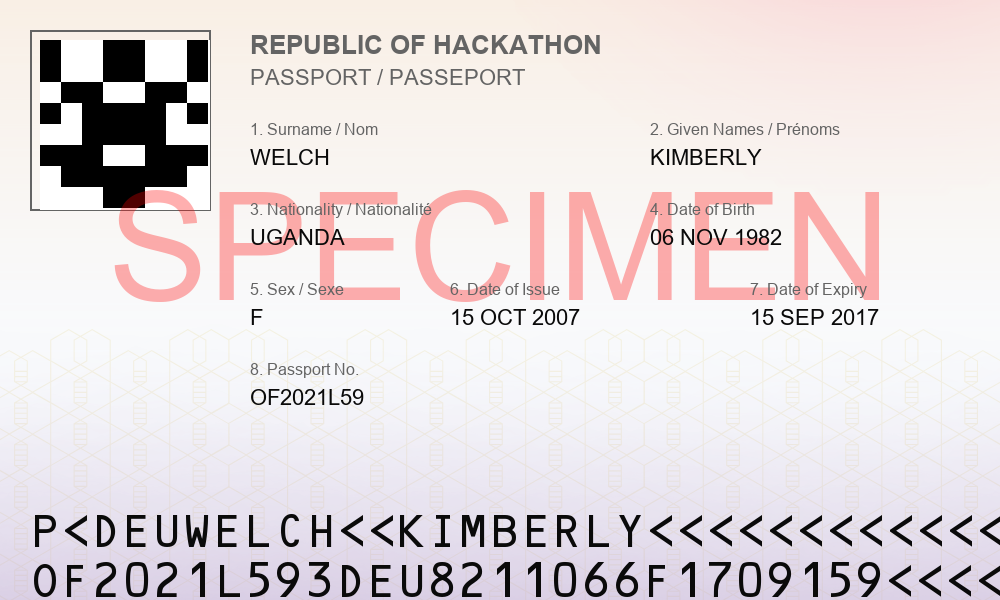 REPUBLIC OF HACKATHON
PASSPORT / PASSEPORT
1. Surname / Nom 2. Given Names / Prénoms
WELCH KIMBERLY
SPECIMEN
3. Nationality / Nationalité 4. Date of Birth
UGANDA 06 NOV 1982
5. Sex / Sexe 6. Date of Issue 7. Date of Expiry
F 15 OCT 2007 15 SEP 2017
8. Passport No.
OF2021L59
P<DEUWELCH<<KIMBERLY<<<<<<<<<<<<
OF2021L593DEU8211066F1709159<<<<